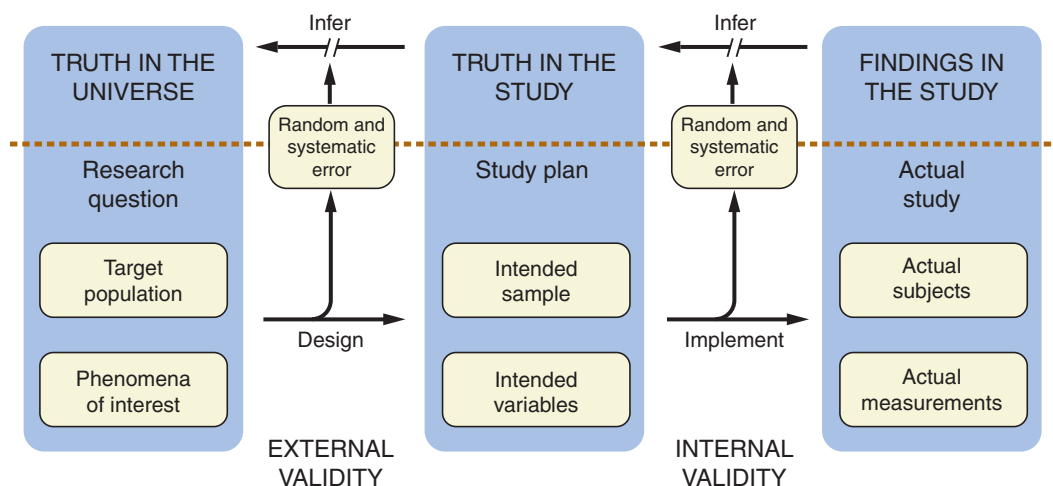 Infer
Infer
TRUTH IN THE
UNIVERSE
Random and
systematic
error
TRUTH IN THE
STUDY
Random and
systematic
error
FINDINGS IN
THE STUDY
Research
question
Study plan
Actual
study
Target
population
Intended
sample
Actual
subjects
Design
Implement
Phenomena
of interest
Intended
variables
Actual
measurements
EXTERNAL
VALIDITY
INTERNAL
VALIDITY